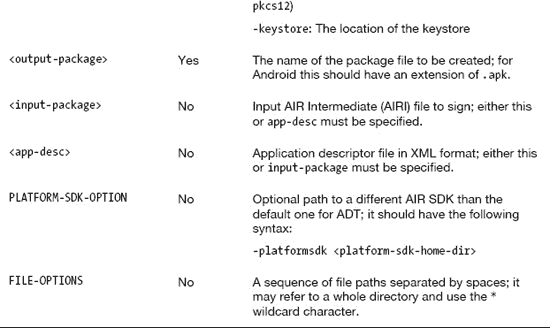 pkcs12)
-keystore: The location of the keystore
<output-package> Yes The name of the package file to be created; for
Android this should have an extension of .apk.
<input-package> No Input AIR Intermediate (AIRI) file to sign; either this
or app-desc must be specified.
<app-desc> No Application descriptor file in XML format; either this
or input-package must be specified.
PLATFORM-SDK-OPTION No Optional path to a different AIR SDK than the
default one for ADT; it should have the following
syntax:
-platformsdk <platform-sdk-home-dir>
FILE-OPTIONS No A sequence of file paths separated by spaces; it
may refer to a whole directory and use the *
wildcard character.